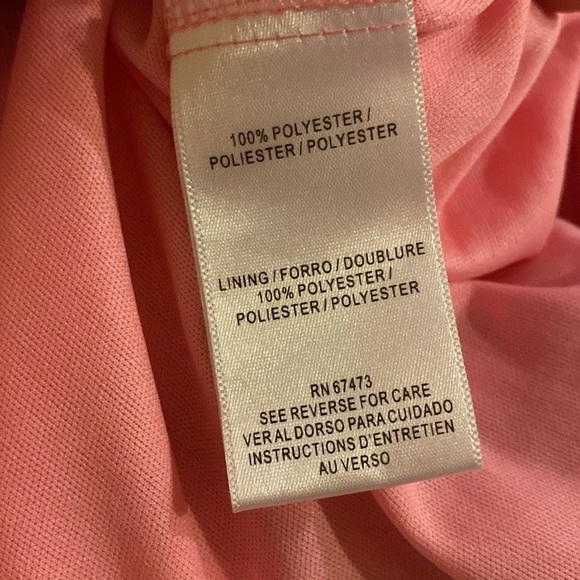 100% POLYESTER /
POLIESTER / POLYESTER
LINING / FORRO / DOUBLURE
100% POLYESTER /
POLIESTER / POLYESTER
RN 67473
SEE REVERSE FOR CARE
VER AL DORSO PARA CUIDADO
INSTRUCTIONS D'ENTRETIEN
AU VERSO